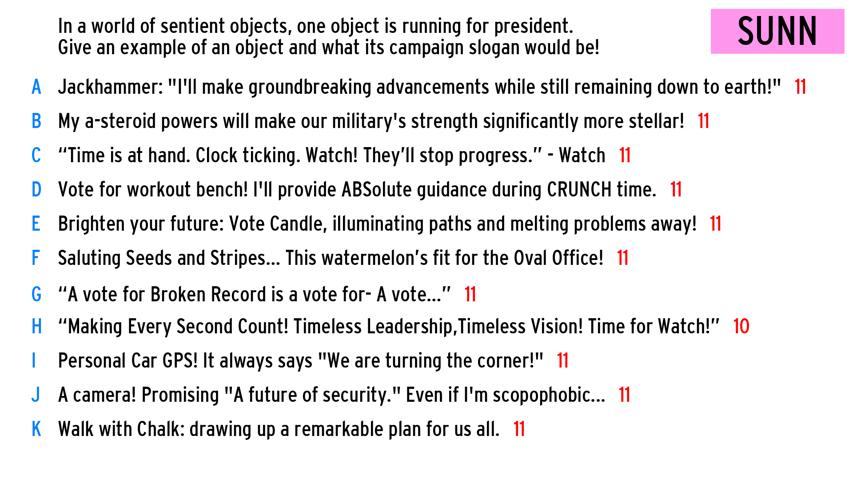 In a world of sentient objects, one object is running for president.
Give an example of an object and what its campaign slogan would be!
SUNN
A Jackhammer: "I'll make groundbreaking advancements while still remaining down to earth!" 11
B My a-steroid powers will make our military's strength significantly more stellar! 11
C “Time is at hand. Clock ticking. Watch! They’ll stop progress.” - Watch 11
D Vote for workout bench! I'll provide ABSolute guidance during CRUNCH time. 11
E Brighten your future: Vote Candle, illuminating paths and melting problems away! 11
F Saluting Seeds and Stripes... This watermelon’s fit for the Oval Office! 11
G “A vote for Broken Record is a vote for- A vote...” 11
H “Making Every Second Count! Timeless Leadership,Timeless Vision! Time for Watch!” 10
I Personal Car GPS! It always says "We are turning the corner!" 11
J A camera! Promising "A future of security." Even if I'm scopophobic... 11
K Walk with Chalk: drawing up a remarkable plan for us all. 11